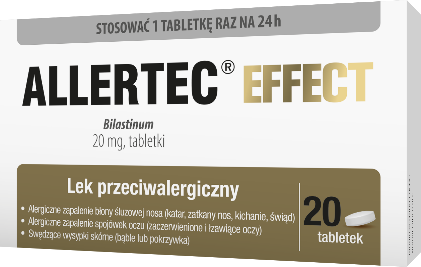 STOSOWAĆ 1 TABLETKĘ RAZ NA 24h
ALLERTEC® EFFECT
Bilastinum
20 mg, tabletki
Lek przeciwalergiczny
• Alergiczne zapalenie błony śluzowej nosa (katar, zatkany nos, kichanie, świąd)
• Alergiczne zapalenie spojówek oczu (zaczerwienione i łzawiące oczy)
• Swędzące wysypki skórne (bąble lub pokrzywka)
20
tabletek